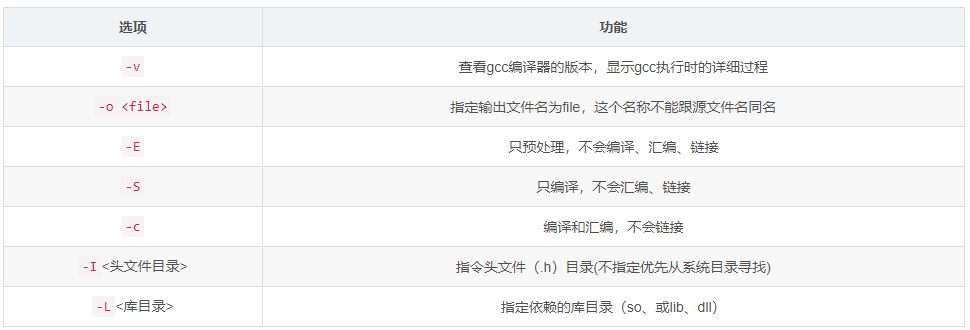 选项 功能
-v 查看gcc编译器的版本，显示gcc执行时的详细过程
-o <file> 指定输出文件名为file，这个名称不能跟源文件名同名
-E 只预处理，不会编译、汇编、链接
-S 只编译，不会汇编、链接
-c 编译和汇编，不会链接
-I <头文件目录> 指令头文件（.h）目录(不指定优先从系统目录寻找)
-L <库目录> 指定依赖的库目录（so、或lib、dll）